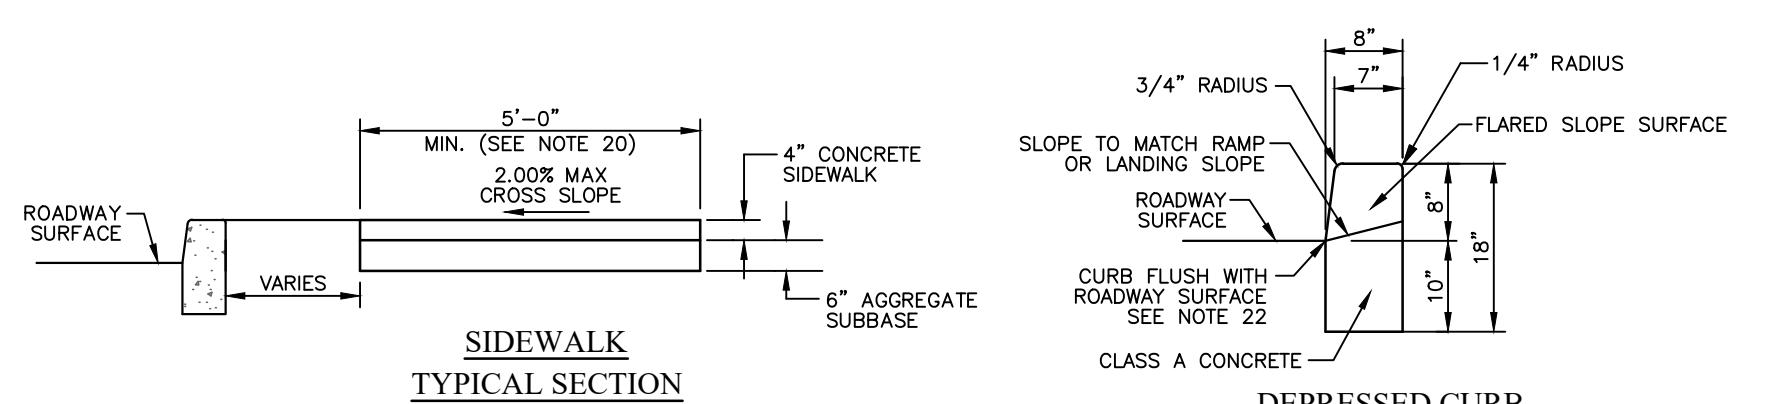 5'-0"
MIN. (SEE NOTE 20)
2.00% MAX
CROSS SLOPE
4" CONCRETE
SIDEWALK
ROADWAY
SURFACE
VARIES
6" AGGREGATE
SUBBASE
SIDEWALK
TYPICAL SECTION
8"
7"
3/4" RADIUS
1/4" RADIUS
FLARED SLOPE SURFACE
SLOPE TO MATCH RAMP
OR LANDING SLOPE
ROADWAY
SURFACE
8"
18"
10"
CURB FLUSH WITH
ROADWAY SURFACE
SEE NOTE 22
CLASS A CONCRETE
DEPRESSED CURB